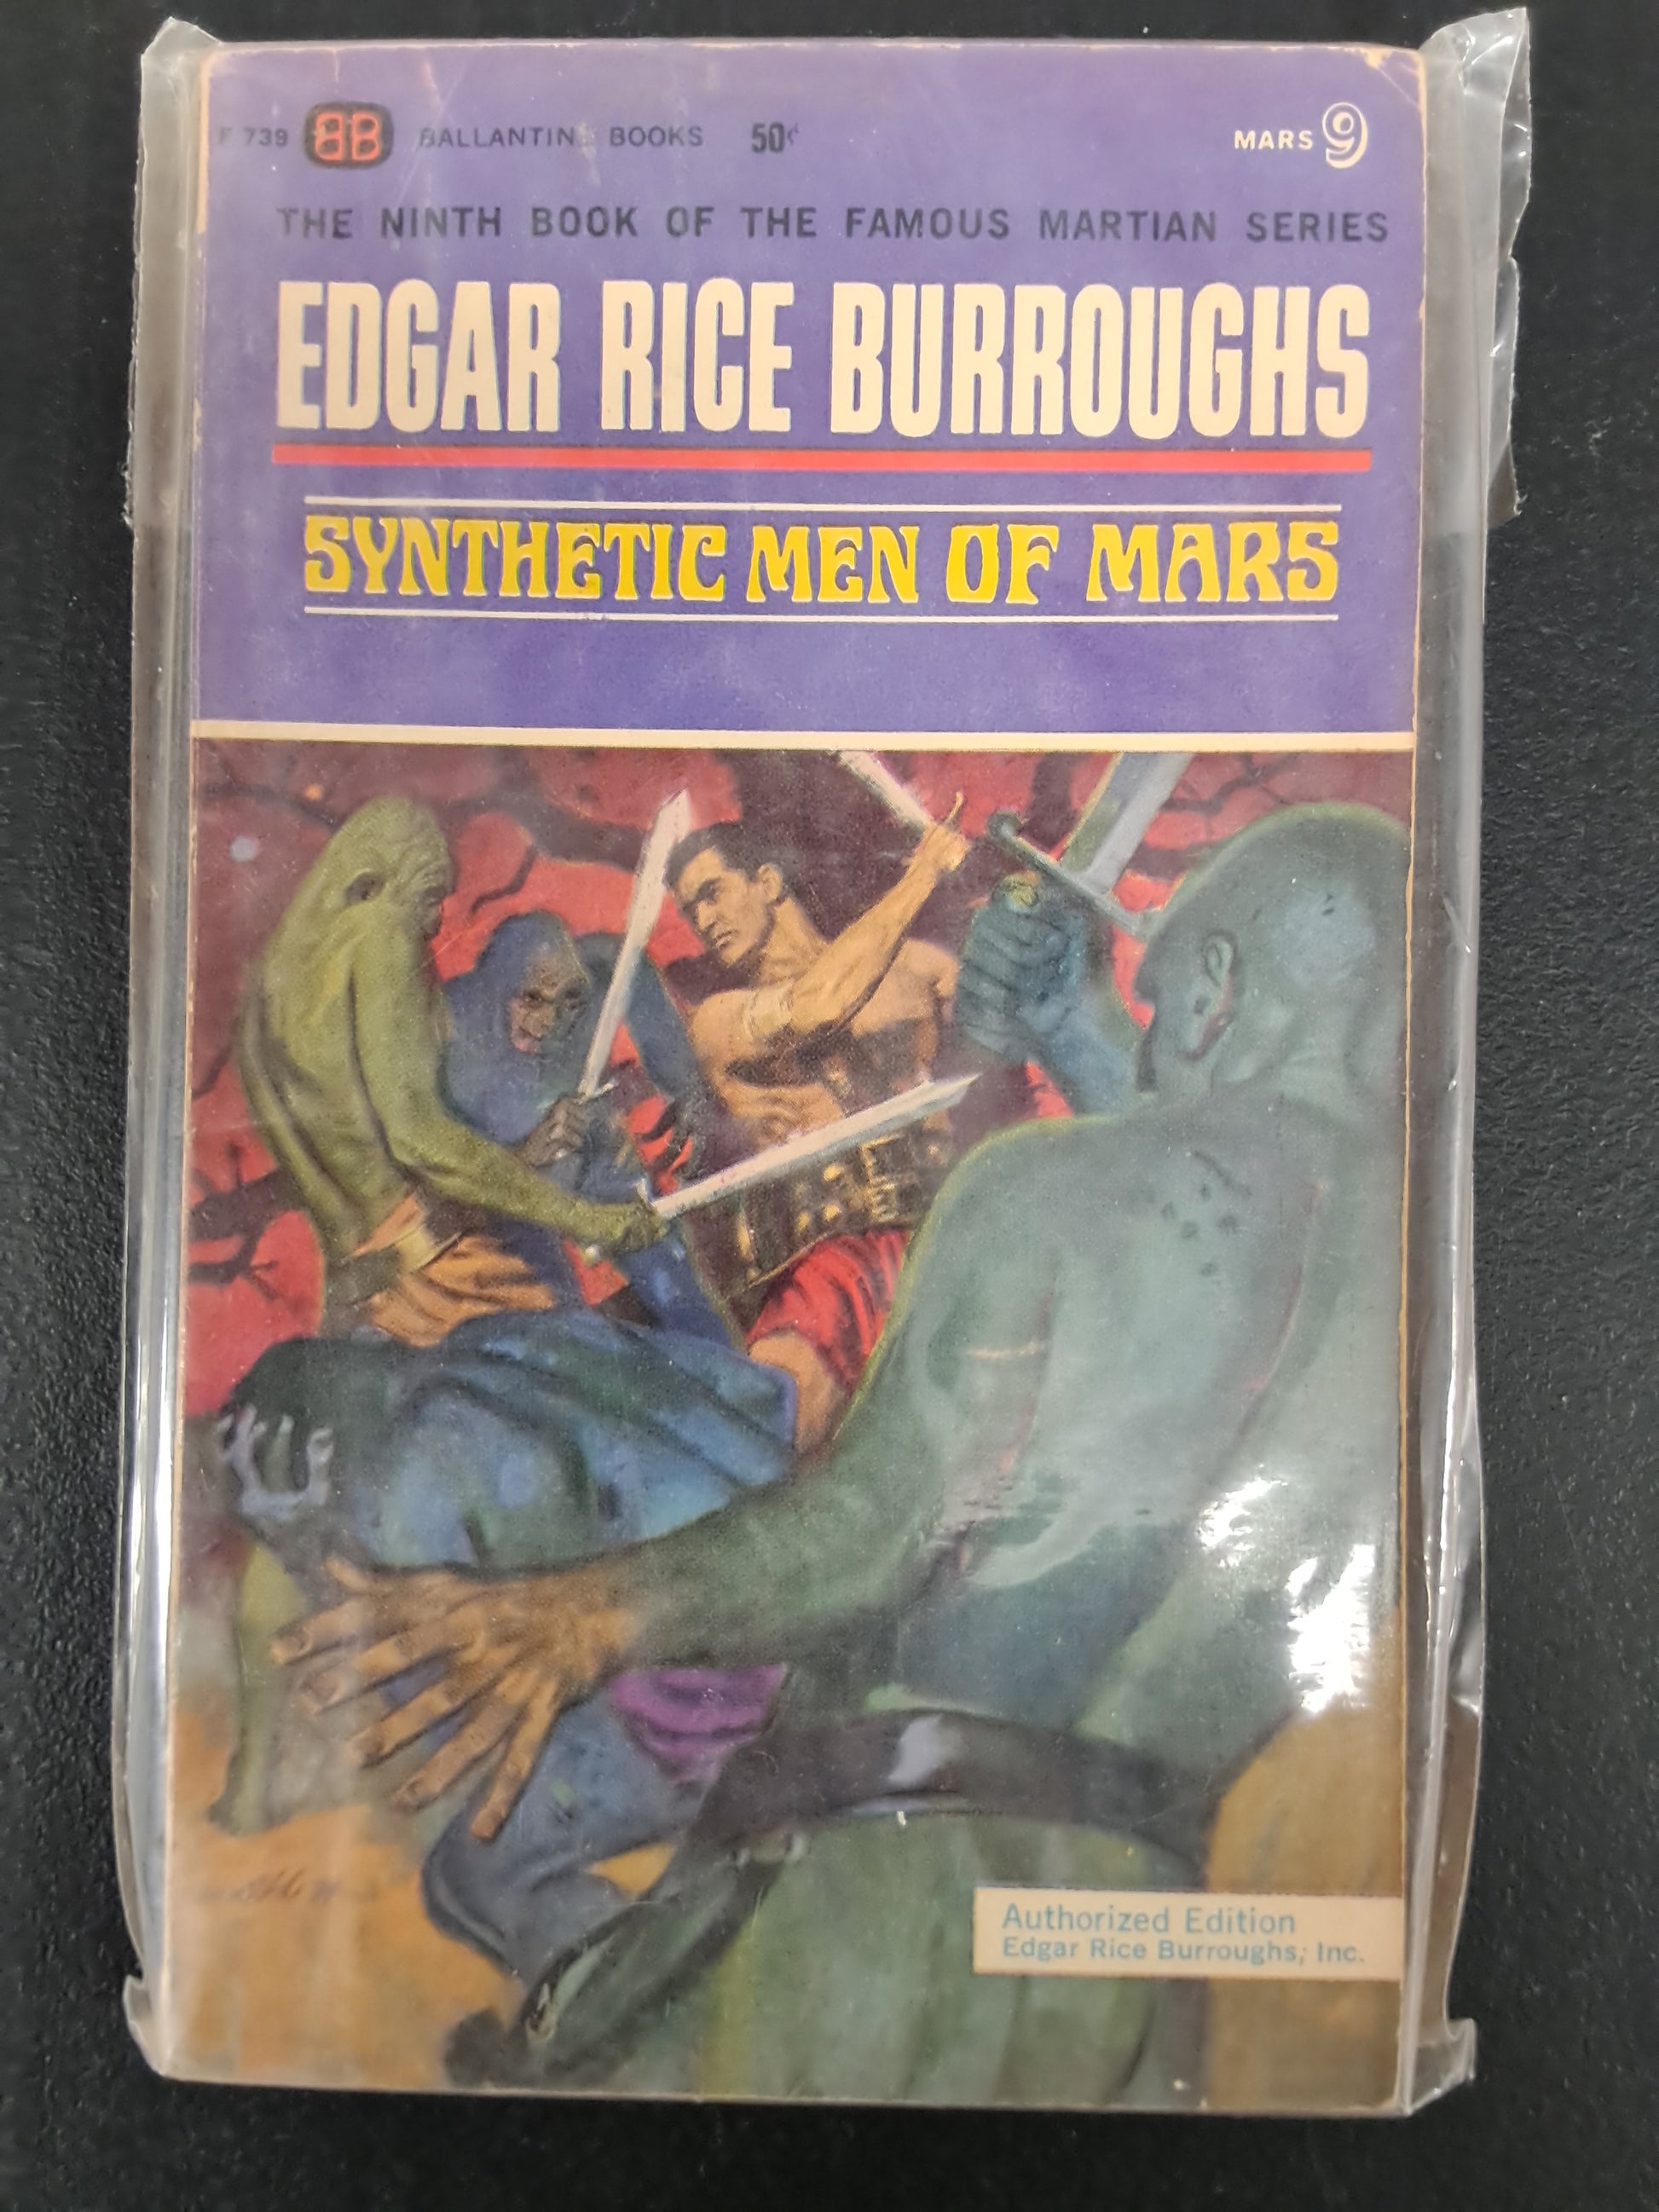 F 739 BB BALLANTINE BOOKS 50¢ MARS 9
THE NINTH BOOK OF THE FAMOUS MARTIAN SERIES
EDGAR RICE BURROUGHS
SYNTHETIC MEN OF MARS
Authorized Edition
Edgar Rice Burroughs, Inc.